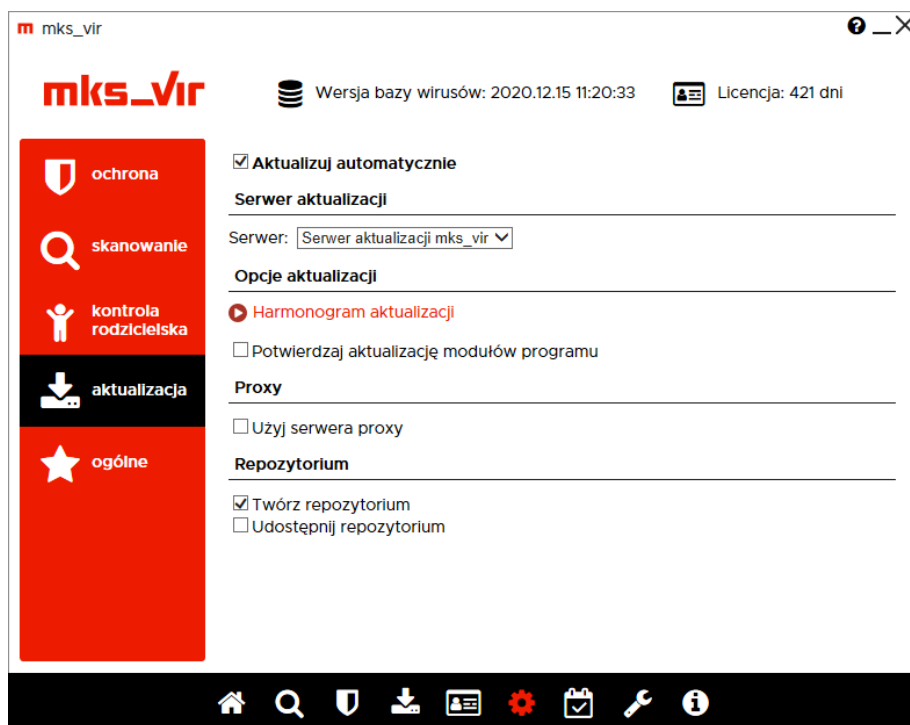 mks_vir
mks_vir
Wersja bazy wirusów: 2020.12.15 11:20:33
Licencja: 421 dni
ochrona
skanowanie
kontrola
rodzicielska
aktualizacja
ogólne
Aktualizuj automatycznie
Serwer aktualizacji
Serwer: Serwer aktualizacji mks_vir
Opcje aktualizacji
Harmonogram aktualizacji
Potwierdzaj aktualizację modułów programu
Proxy
Użyj serwera proxy
Repozytorium
Twórz repozytorium
Udostępnij repozytorium